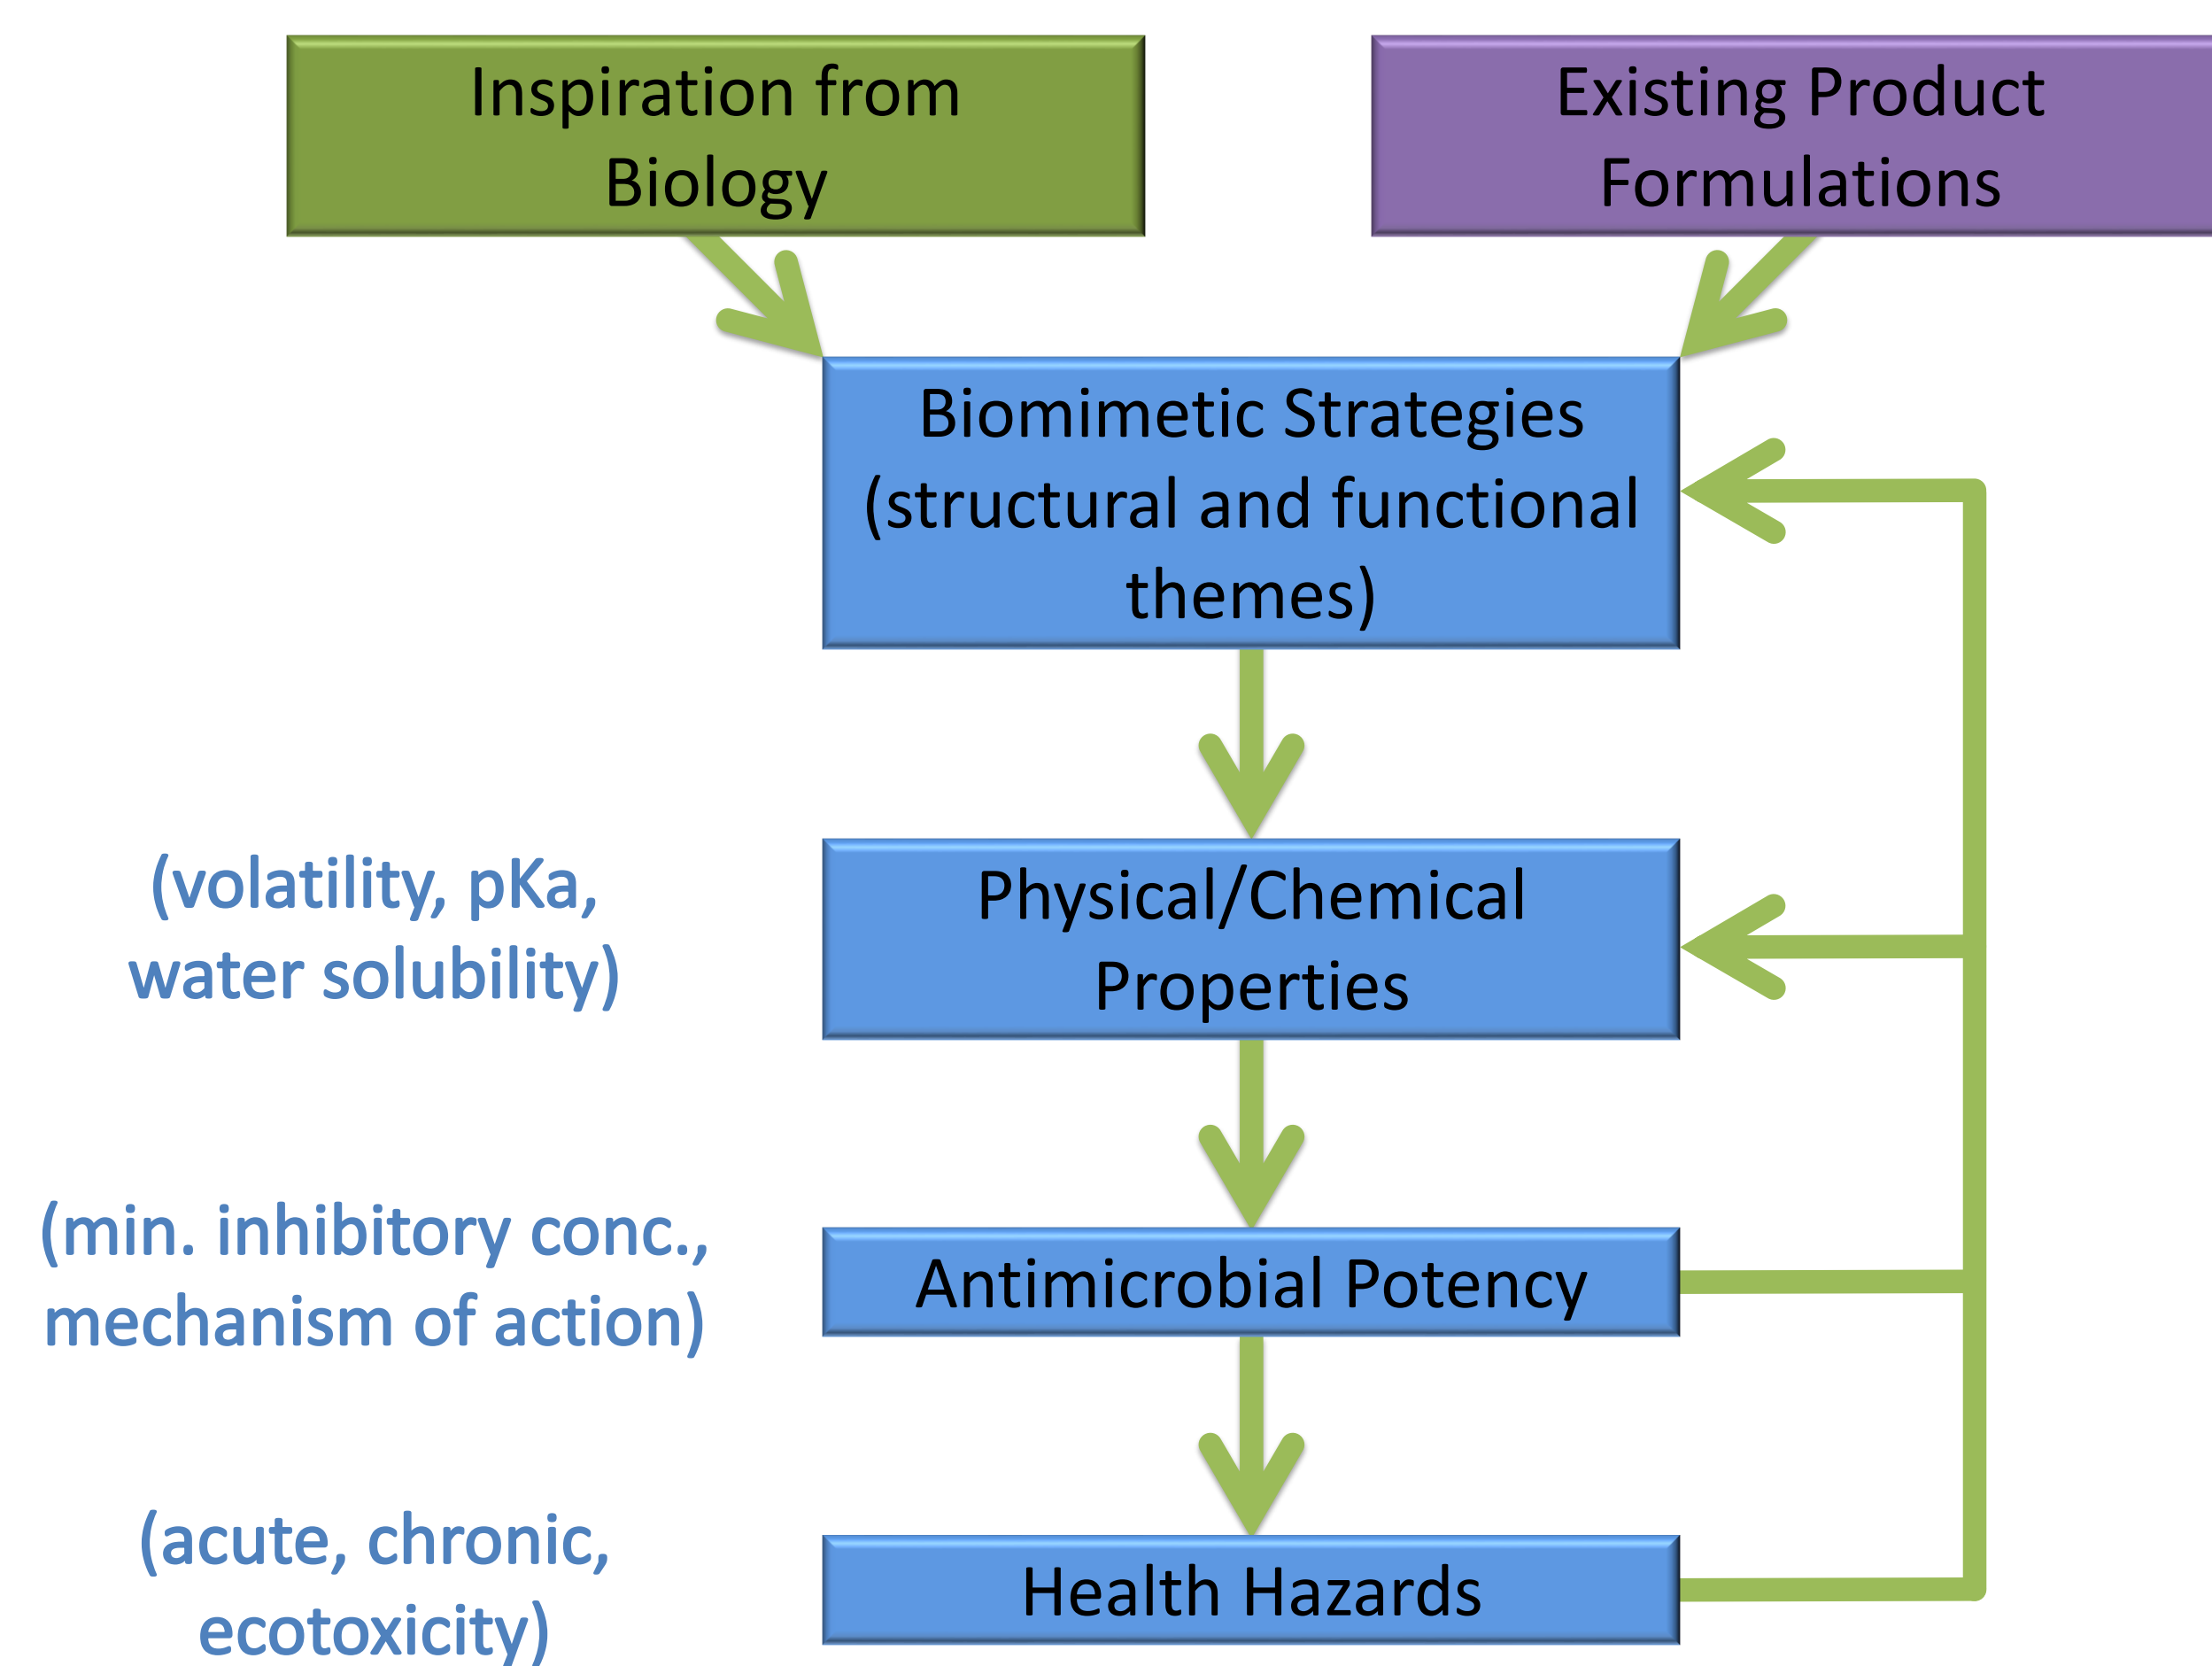 Inspiration from
Biology
Existing Product
Formulations
Biomimetic Strategies
(structural and functional
themes)
(volatility, pKa,
water solubility)
Physical/Chemical
Properties
(min. inhibitory conc.,
mechanism of action)
Antimicrobial Potency
(acute, chronic,
ecotoxicity)
Health Hazards